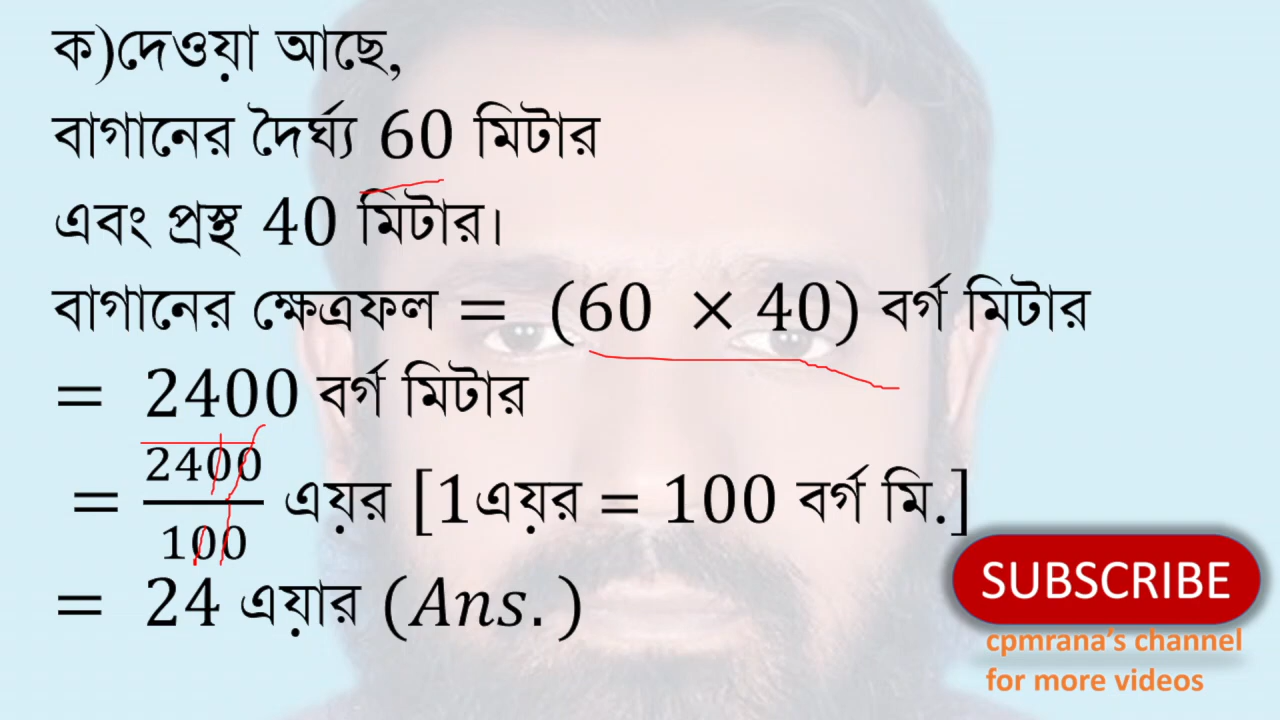 ক)দেওয়া আছে,
বাগানের দৈর্ঘ্য 60 মিটার
এবং প্রস্থ 40 মিটার।
বাগানের ক্ষেত্রফল = (60 × 40) বর্গ মিটার
= 2400 বর্গ মিটার
= 2400/100 এয়র [1এয়র = 100 বর্গ মি.]
= 24 এয়ার (Ans.)
SUBSCRIBE
cpmrana's channel
for more videos